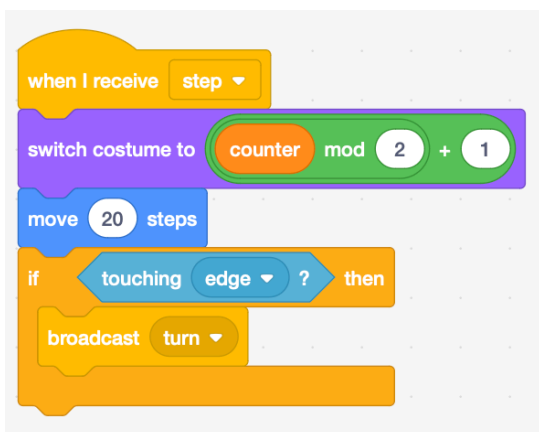 when I receive step
switch costume to counter mod 2 + 1
move 20 steps
if touching edge ? then
broadcast turn